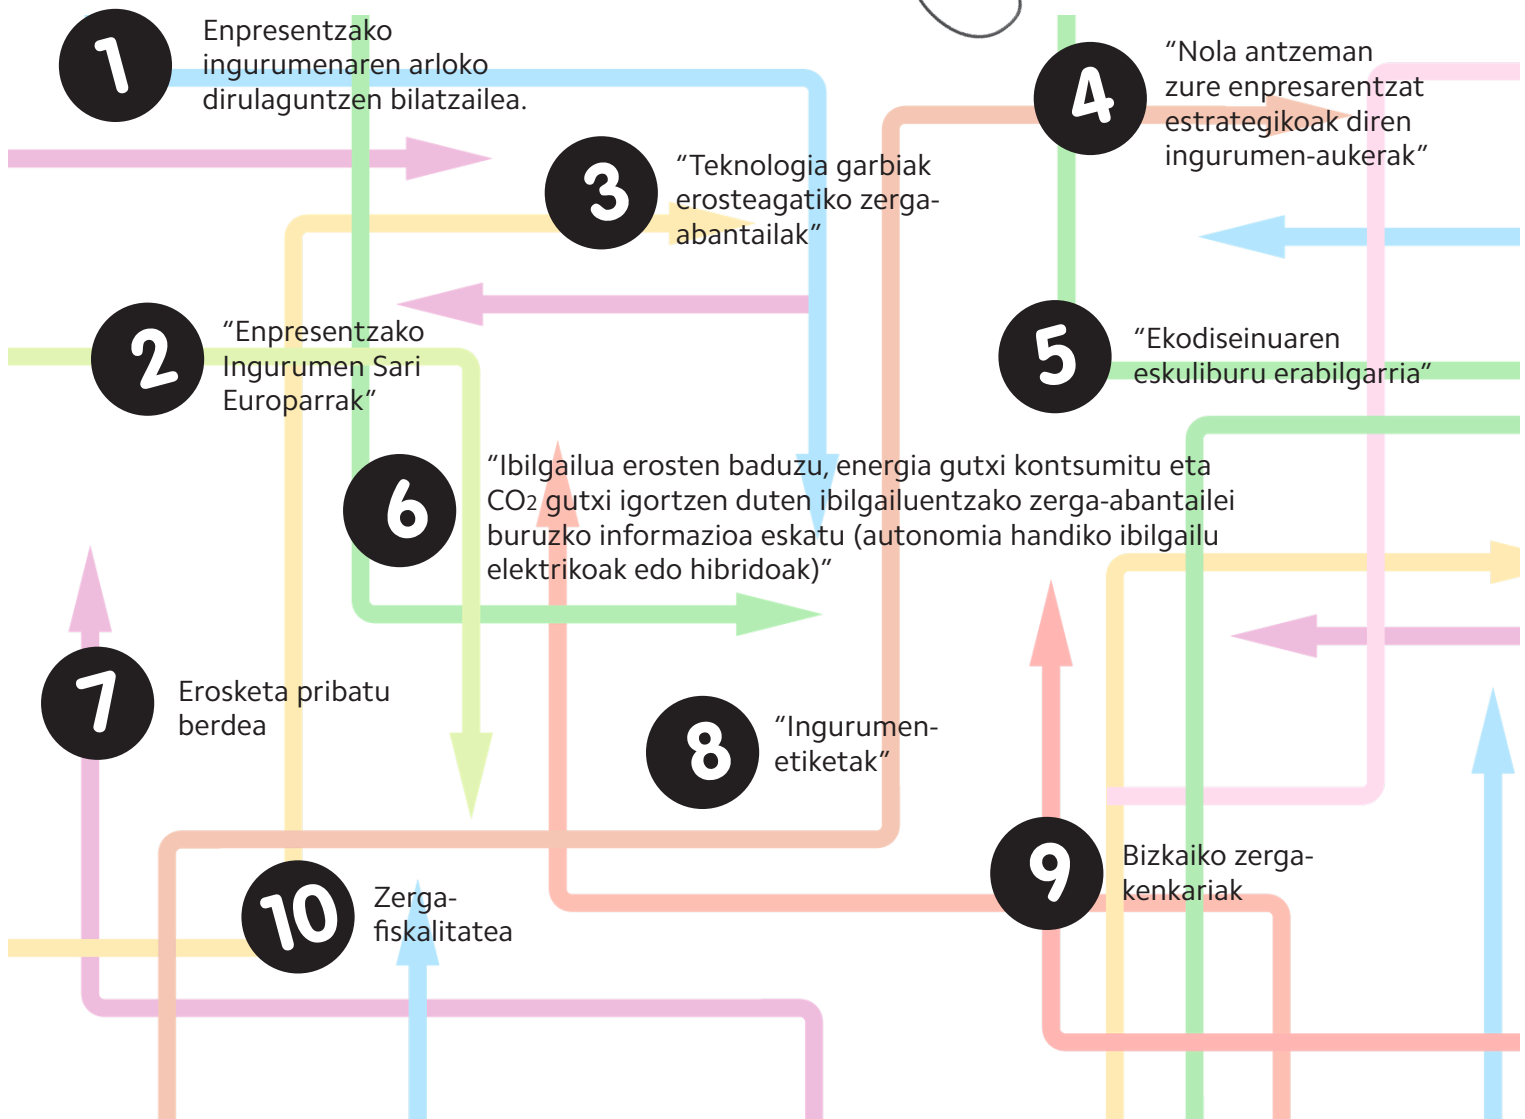 1
Enpresentzako
ingurumenaren arloko
dirulaguntzen bilatzailea.
2
“Enpresentzako
Ingurumen Sari
Europarrak”
3
“Teknologia garbiak
erosteagatiko zerga-
abantailak”
4
“Nola antzeman
zure enpresarentzat
estrategikoak diren
ingurumen-aukerak”
5
“Ekodiseinuaren
eskuliburu erabilgarria”
6
“Ibilgailua erosten baduzu, energia gutxi kontsumitu eta
CO2 gutxi igortzen duten ibilgailuentzako zerga-abantailei
buruzko informazioa eskatu (autonomia handiko ibilgailu
elektrikoak edo hibridoak)”
7
Erosketa pribatu
berdea
8
“Ingurumen-
etiketak”
9
Bizkaiko zerga-
kenkariak
10
Zerga-
fiskalitatea